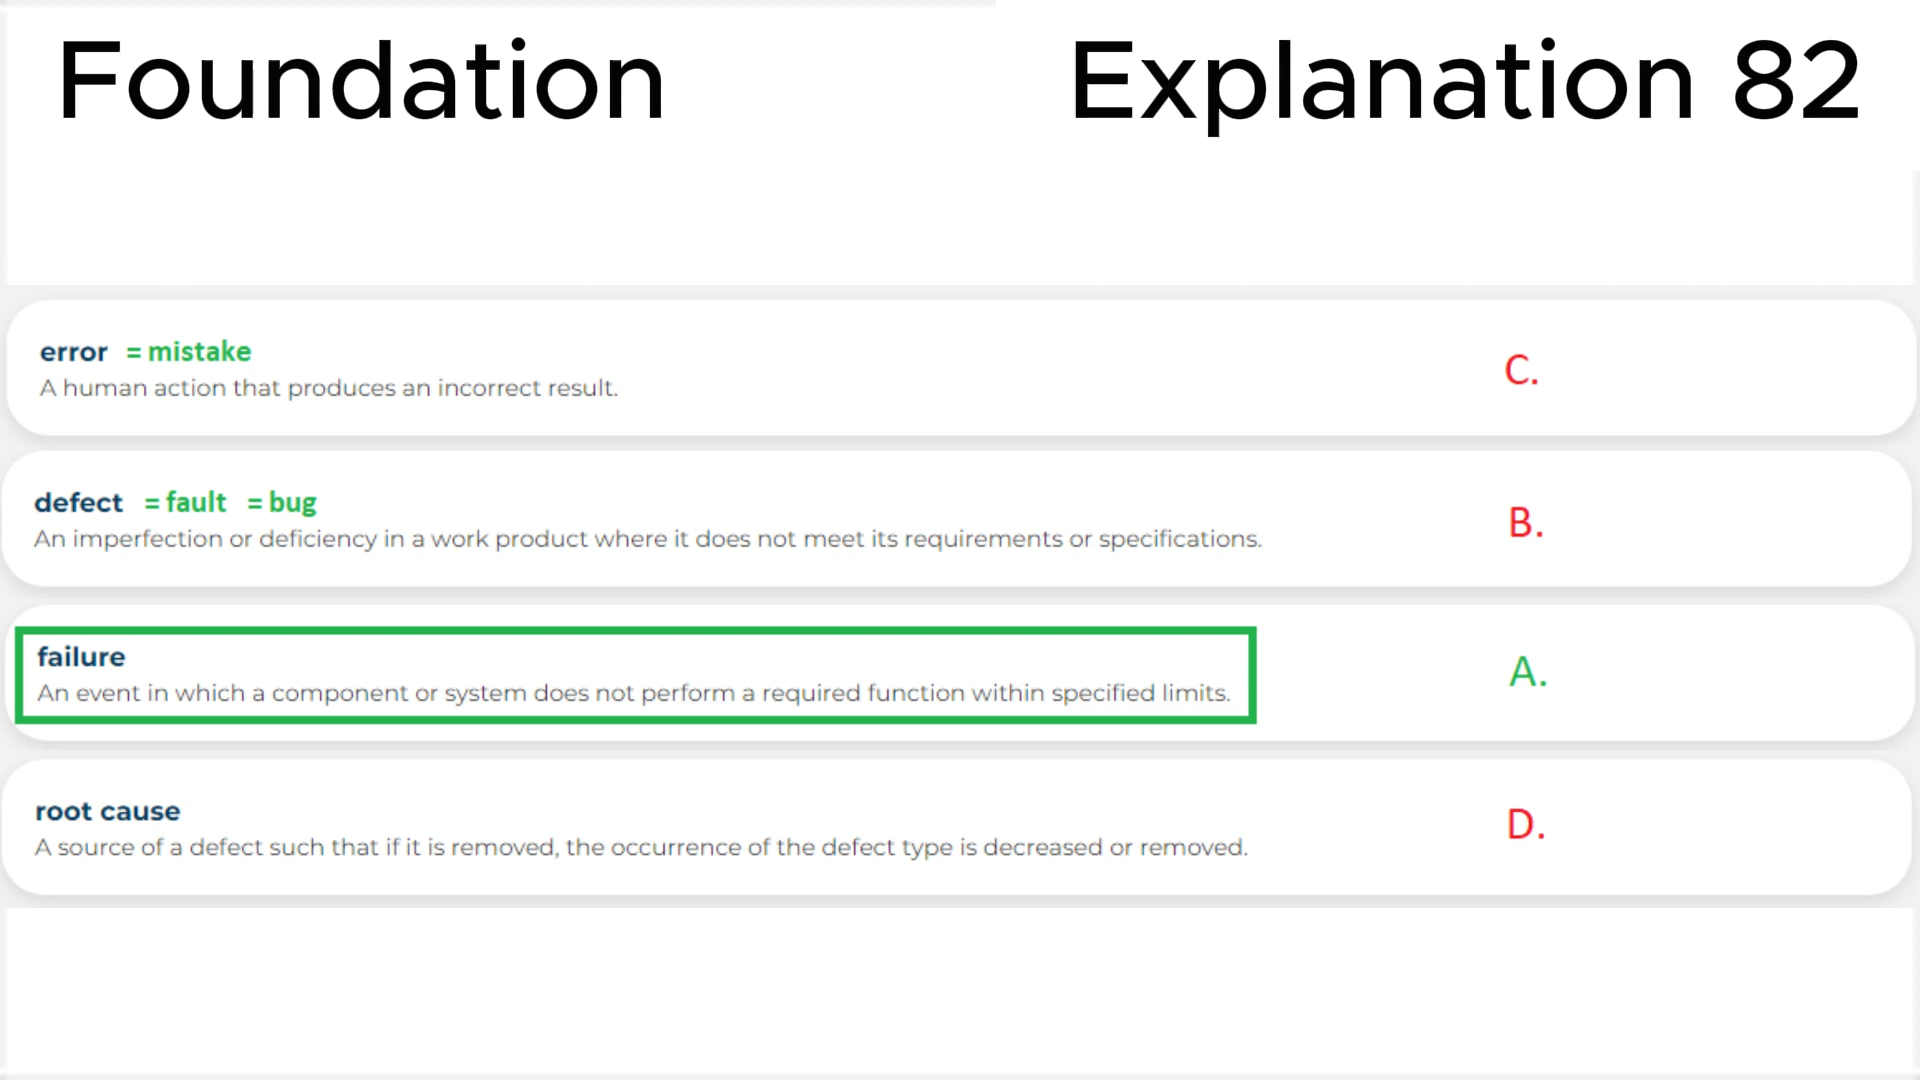 Foundation Explanation 82
error = mistake
A human action that produces an incorrect result.
C.
defect = fault = bug
An imperfection or deficiency in a work product where it does not meet its requirements or specifications.
B.
failure
An event in which a component or system does not perform a required function within specified limits.
A.
root cause
A source of a defect such that if it is removed, the occurrence of the defect type is decreased or removed.
D.